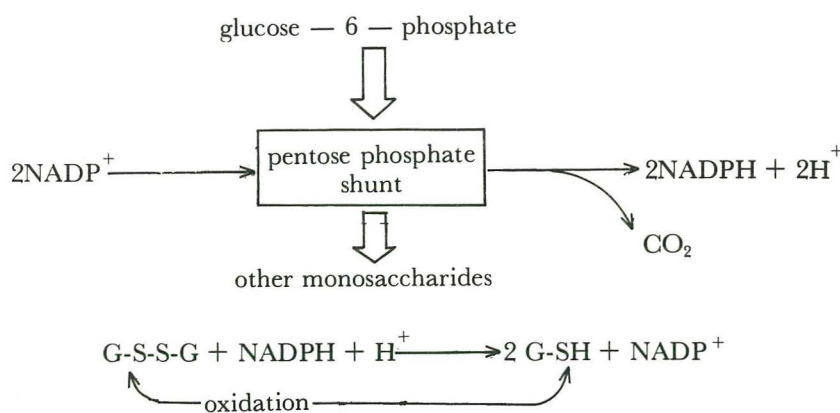 glucose — 6 — phosphate
2NADP⁺
pentose phosphate
shunt
2NADPH + 2H⁺
CO₂
other monosaccharides
G-S-S-G + NADPH + H⁺ 2 G-SH + NADP⁺
oxidation